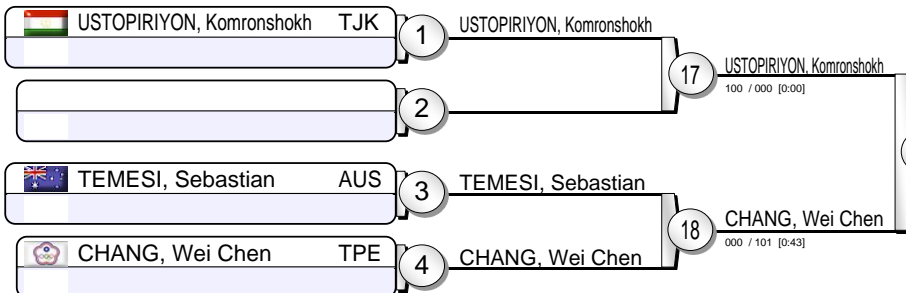 USTOPIRIYON, Komronshokh TJK 1 USTOPIRIYON, Komronshokh
17 USTOPIRIYON, Komronshokh
100 / 000 [0:00]
2
TEMESI, Sebastian AUS 3 TEMESI, Sebastian
18 CHANG, Wei Chen
000 / 101 [0:43]
CHANG, Wei Chen TPE 4 CHANG, Wei Chen